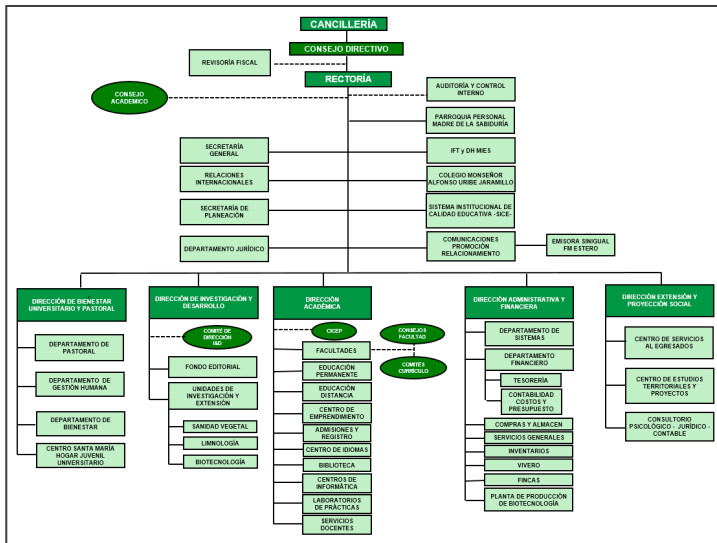 CANCILLERÍA
CONSEJO DIRECTIVO
REVISORÍA FISCAL
RECTORÍA
CONSEJO
ACADEMICO
AUDITORÍA Y CONTROL
INTERNO
PARROQUIA PERSONAL
MADRE DE LA SABIDURÍA
SECRETARÍA
GENERAL
IFT y DH MIES
RELACIONES
INTERNACIONALES
COLEGIO MONSEÑOR
ALFONSO URIBE JARAMILLO
SECRETARÍA
DE PLANEACIÓN
SISTEMA INSTITUCIONAL DE
CALIDAD EDUCATIVA -SICE-
DEPARTAMENTO JURÍDICO
COMUNICACIONES
PROMOCIÓN
RELACIONAMIENTO
EMISORA SINIGUAL
FM ESTERO
DIRECCIÓN DE BIENESTAR
UNIVERSITARIO Y PASTORAL
DEPARTAMENTO DE
PASTORAL
DEPARTAMENTO DE
GESTIÓN HUMANA
DEPARTAMENTO DE
BIENESTAR
CENTRO SANTA MARÍA
HOGAR JUVENIL
UNIVERSITARIO
DIRECCIÓN DE INVESTIGACIÓN Y
DESARROLLO
COMITÉ DE
DIRECCIÓN
I&D
FONDO EDITORIAL
UNIDADES DE
INVESTIGACIÓN Y
EXTENSIÓN
SANIDAD VEGETAL
LIMNOLOGÍA
BIOTECNOLOGÍA
DIRECCIÓN
ACADÉMICA
CICEP
CONSEJOS
FACULTAD
FACULTADES
COMITÉS
CURRÍCULO
EDUCACIÓN
PERMANENTE
EDUCACIÓN
DISTANCIA
CENTRO DE
EMPRENDIMIENTO
ADMISIONES Y
REGISTRO
CENTRO DE IDIOMAS
BIBLIOTECA
CENTROS DE
INFORMÁTICA
LABORATORIOS
DE PRÁCTICAS
SERVICIOS
DOCENTES
DIRECCIÓN ADMINISTRATIVA Y
FINANCIERA
DEPARTAMENTO DE
SISTEMAS
DEPARTAMENTO
FINANCIERO
TESORERÍA
CONTABILIDAD
COSTOS Y
PRESUPUESTO
COMPRAS Y ALMACEN
SERVICIOS GENERALES
INVENTARIOS
VIVERO
FINCAS
PLANTA DE PRODUCCIÓN
DE BIOTECNOLOGÍA
DIRECCIÓN EXTENSIÓN Y
PROYECCIÓN SOCIAL
CENTRO DE SERVICIOS
AL EGRESADOS
CENTRO DE ESTUDIOS
TERRITORIALES Y
PROYECTOS
CONSULTORIO
PSICOLÓGICO - JURÍDICO -
CONTABLE